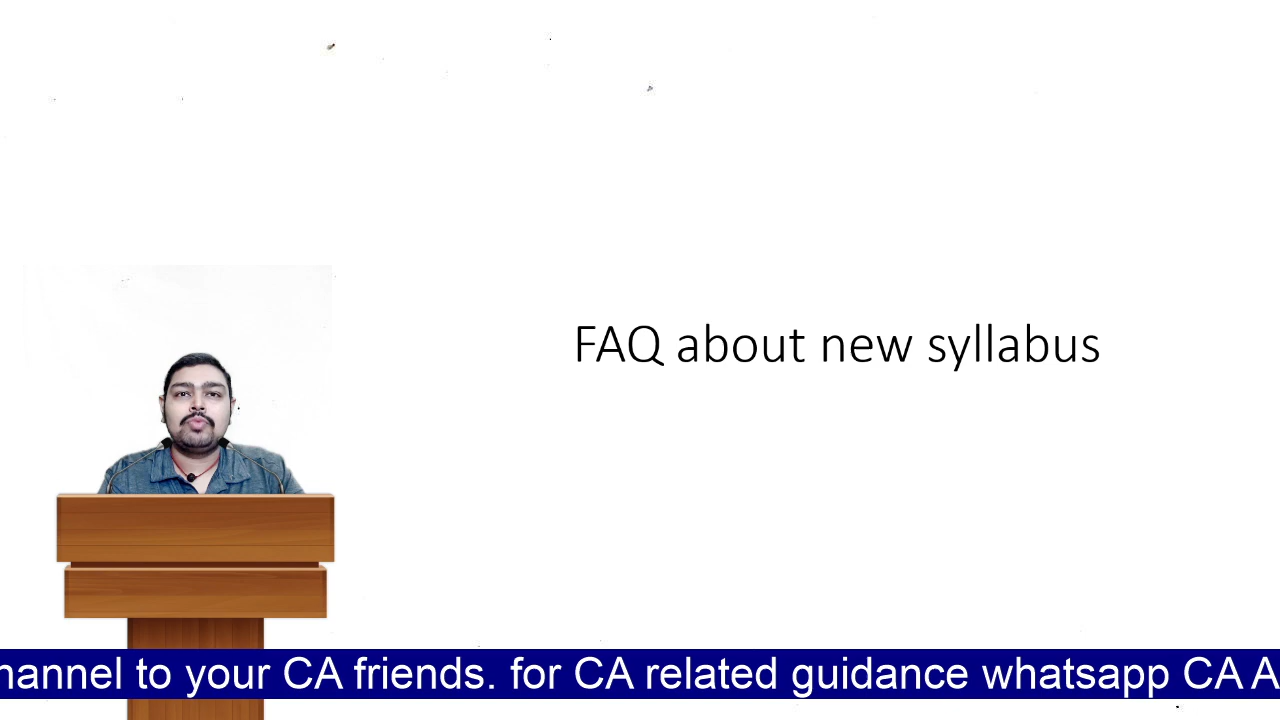 FAQ about new syllabus
hannel to your CA friends. for CA related guidance whatsapp CA A